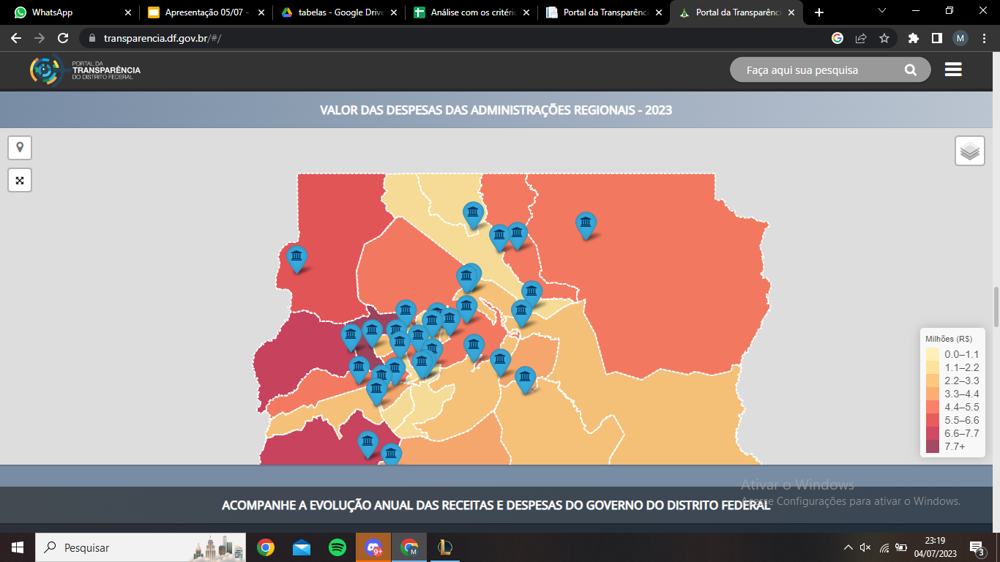 WhatsApp
Apresentação 05/07 -
tabelas - Google Drive
Análise com os critéri
Portal da Transparênci
Portal da Transparênci
transparencia.df.gov.br/#/
M
PORTAL DA
TRANSPARÊNCIA
DO DISTRITO FEDERAL
Faça aqui sua pesquisa
VALOR DAS DESPESAS DAS ADMINISTRAÇÕES REGIONAIS - 2023
Milhões (R$)
0.0–1.1
1.1–2.2
2.2–3.3
3.3–4.4
4.4–5.5
5.5–6.6
6.6–7.7
7.7+
Ativar o Windows
Acesse Configurações para ativar o Windows.
ACOMPANHE A EVOLUÇÃO ANUAL DAS RECEITAS E DESPESAS DO GOVERNO DO DISTRITO FEDERAL
Pesquisar
9+
M
23:19
04/07/2023
3